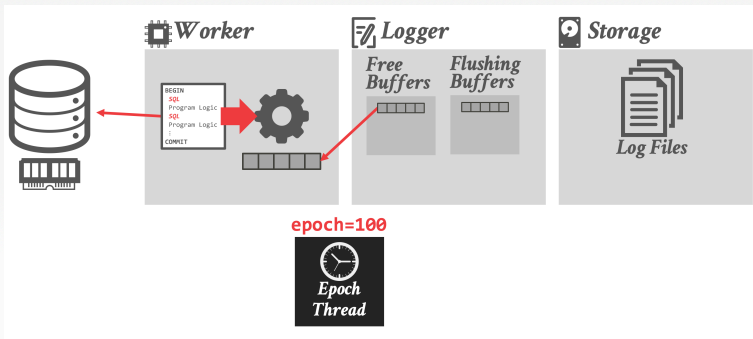 Worker
Logger
Storage
Free
Buffers
Flushing
Buffers
BEGIN
SQL
Program Logic
SQL
Program Logic
⋮
COMMIT
Log Files
epoch=100
Epoch
Thread